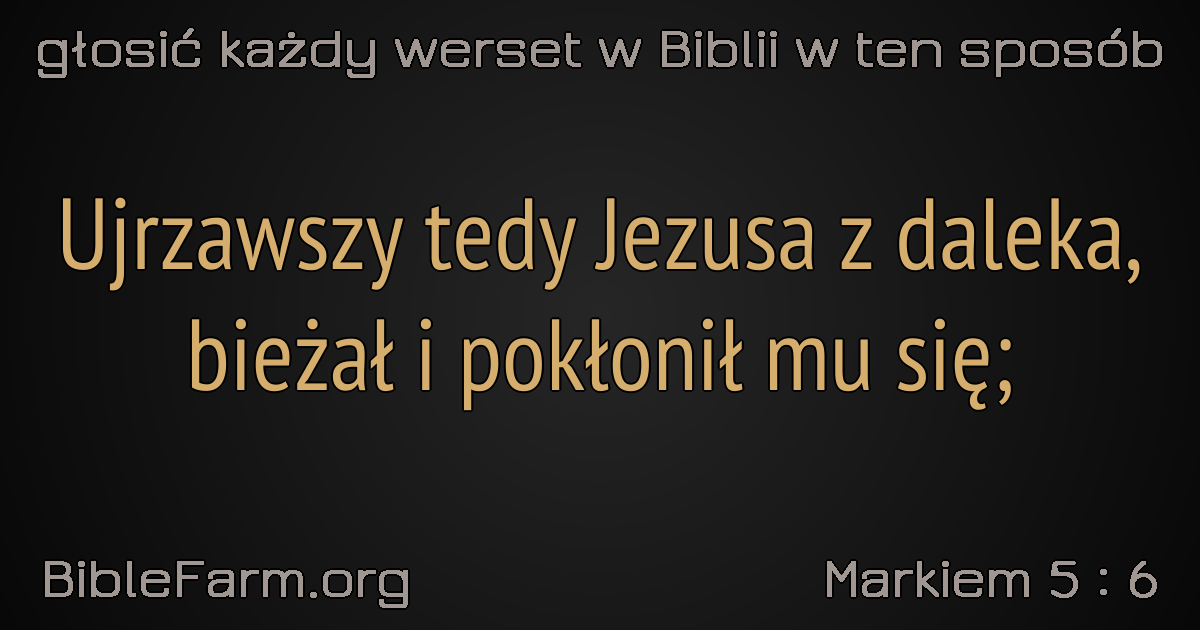 głosić każdy werset w Biblii w ten sposób
Ujrzawszy tedy Jezusa z daleka,
bieżał i pokłonił mu się;
BibleFarm.org
Markiem 5 : 6